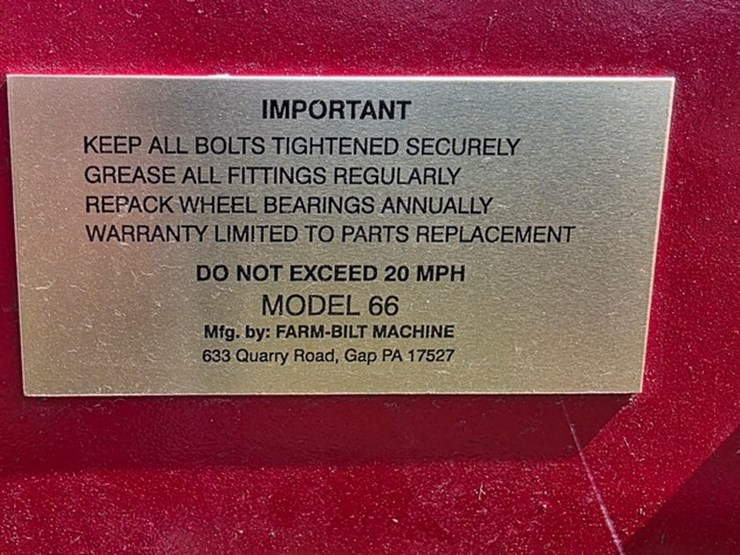 IMPORTANT
KEEP ALL BOLTS TIGHTENED SECURELY
GREASE ALL FITTINGS REGULARLY
REPACK WHEEL BEARINGS ANNUALLY
WARRANTY LIMITED TO PARTS REPLACEMENT
DO NOT EXCEED 20 MPH
MODEL 66
Mfg. by: FARM-BILT MACHINE
633 Quarry Road, Gap PA 17527